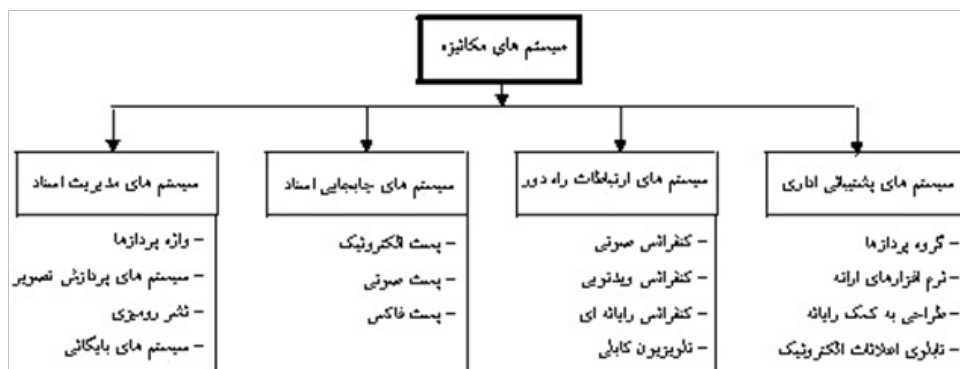 سیستم های مکانیزه
سیستم های پشتیبانی اداری
– گروه پردازها
– نرم افزارهای ارائه
– طراحی به کمک رایانه
– تابلوی اعلانات الکترونیک
سیستم های ارتباطات راه دور
– کنفرانس صوتی
– کنفرانس ویدئویی
– کنفرانس رایانه ای
– تلویزیون کابلی
سیستم های جابجایی اسناد
– پست الکترونیک
– پست صوتی
– پست فاکس
سیستم های مدیریت اسناد
– واژه پردازها
– سیستم های پردازش تصویر
– نشر رومیزی
– سیستم های بایگانی